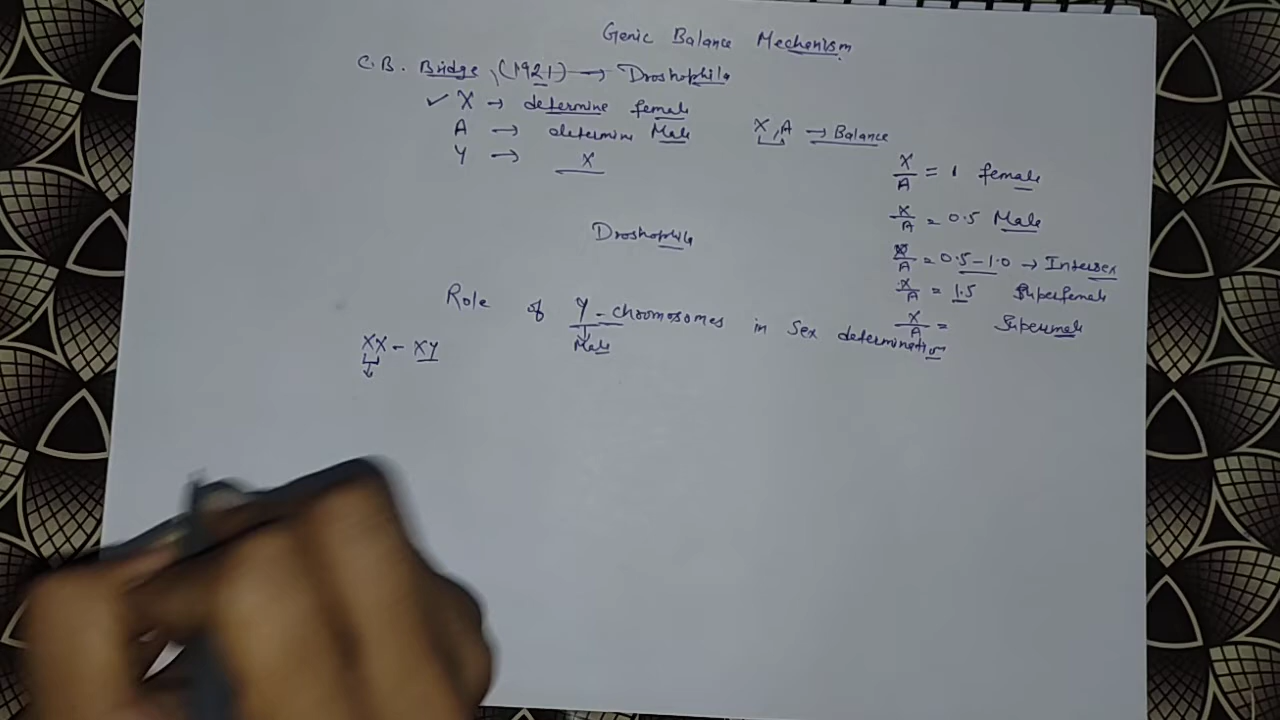 Genic Balance Mechenism
C.B. Bridge (1921) → Droshophila
✓ X → determine female
A → determine Male
X, A → Balance
Y → X
X/A = 1 female
X/A = 0.5 Male
Droshophila
X/A = 0.5-1.0 → Intersex
X/A = 1.5 Superfemale
Role of Y-chromosomes in Sex determination
X/A = Supermale
Male
XX - XY